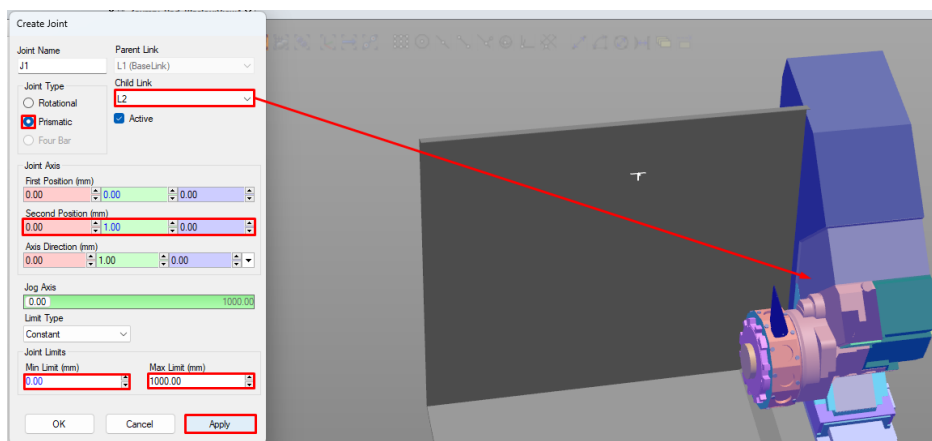 Create Joint
Joint Name
Parent Link
J1
L1 (BaseLink)
Joint Type
Child Link
Rotational
L2
Prismatic
Active
Four Bar
Joint Axis
First Position (mm)
0.00 0.00 0.00
Second Position (mm)
0.00 1.00 0.00
Axis Direction (mm)
0.00 1.00 0.00
Jog Axis
0.00 1000.00
Limit Type
Constant
Joint Limits
Min Limit (mm) Max Limit (mm)
0.00 1000.00
OK Cancel Apply